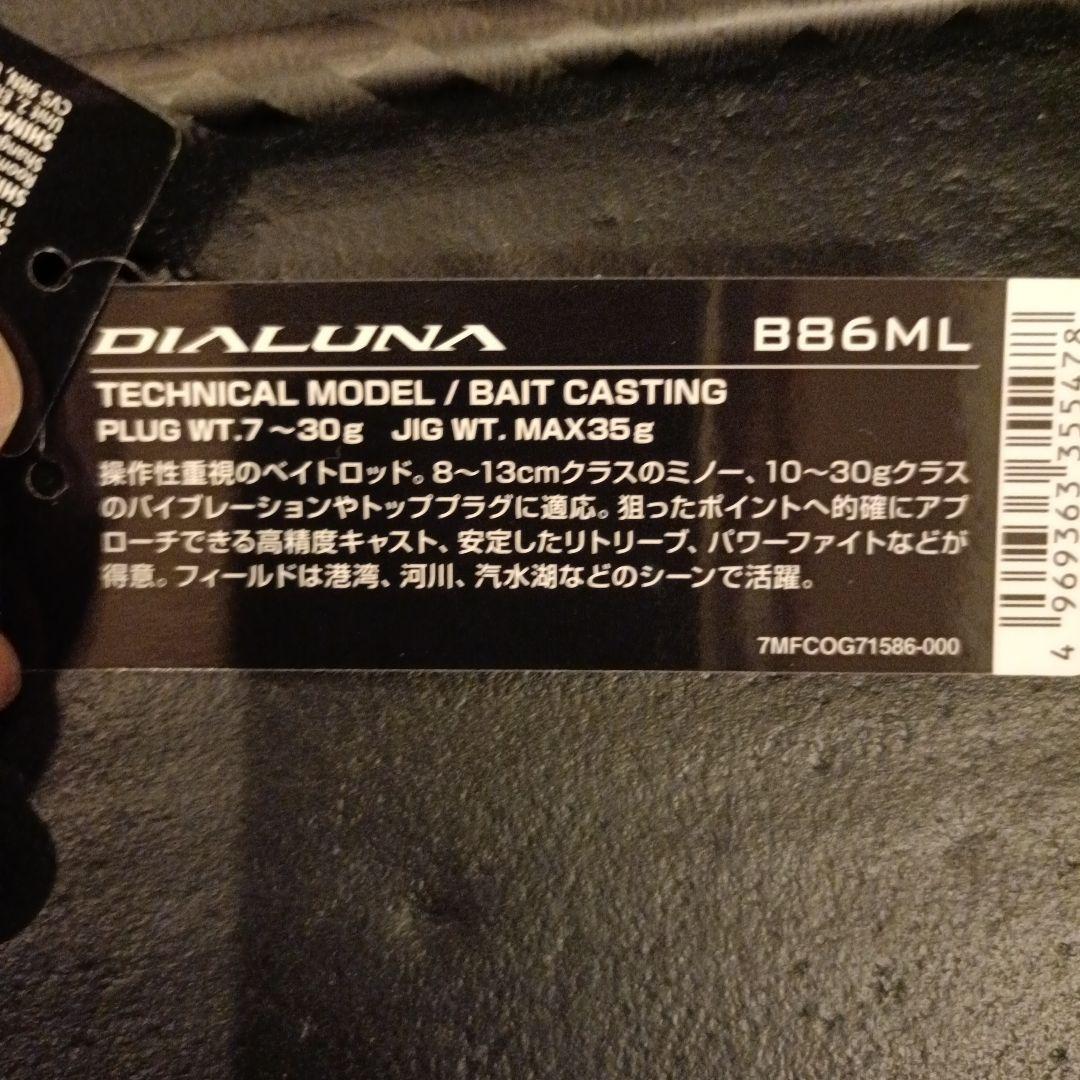 DIALUNA B86ML
TECHNICAL MODEL / BAIT CASTING
PLUG WT.7～30g JIG WT. MAX35g
操作性重視のベイトロッド。8～13cmクラスのミノー、10～30gクラス
のバイブレーションやトッププラグに適応。狙ったポイントへ的確にアプ
ローチできる高精度キャスト、安定したリトリーブ、パワーファイトなどが
得意。フィールドは港湾、河川、汽水湖などのシーンで活躍。
7MFCOG71586-000
4 969363 355478